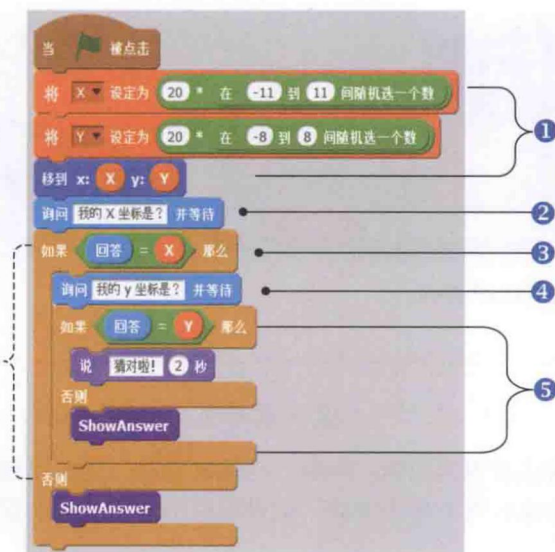 当 被点击
将 X 设定为 20 * 在 -11 到 11 间随机选一个数
将 Y 设定为 20 * 在 -8 到 8 间随机选一个数
移到 x: X y: Y
询问 我的 X 坐标是? 并等待
如果 回答 = X 那么
询问 我的 y 坐标是? 并等待
如果 回答 = Y 那么
说 猜对啦! 2 秒
否则
ShowAnswer
否则
ShowAnswer
1
2
3
4
5